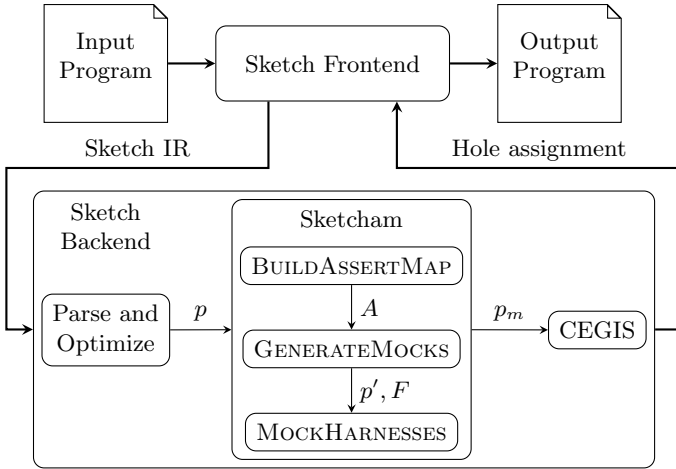 Input
Program
Sketch Frontend
Output
Program
Sketch IR
Hole assignment
Sketch
Backend
Sketcham
BUILDASSERTMAP
A
Parse and
Optimize
p
GENERATEMOCKS
p_m
CEGIS
p′, F
MOCKHARNESSES